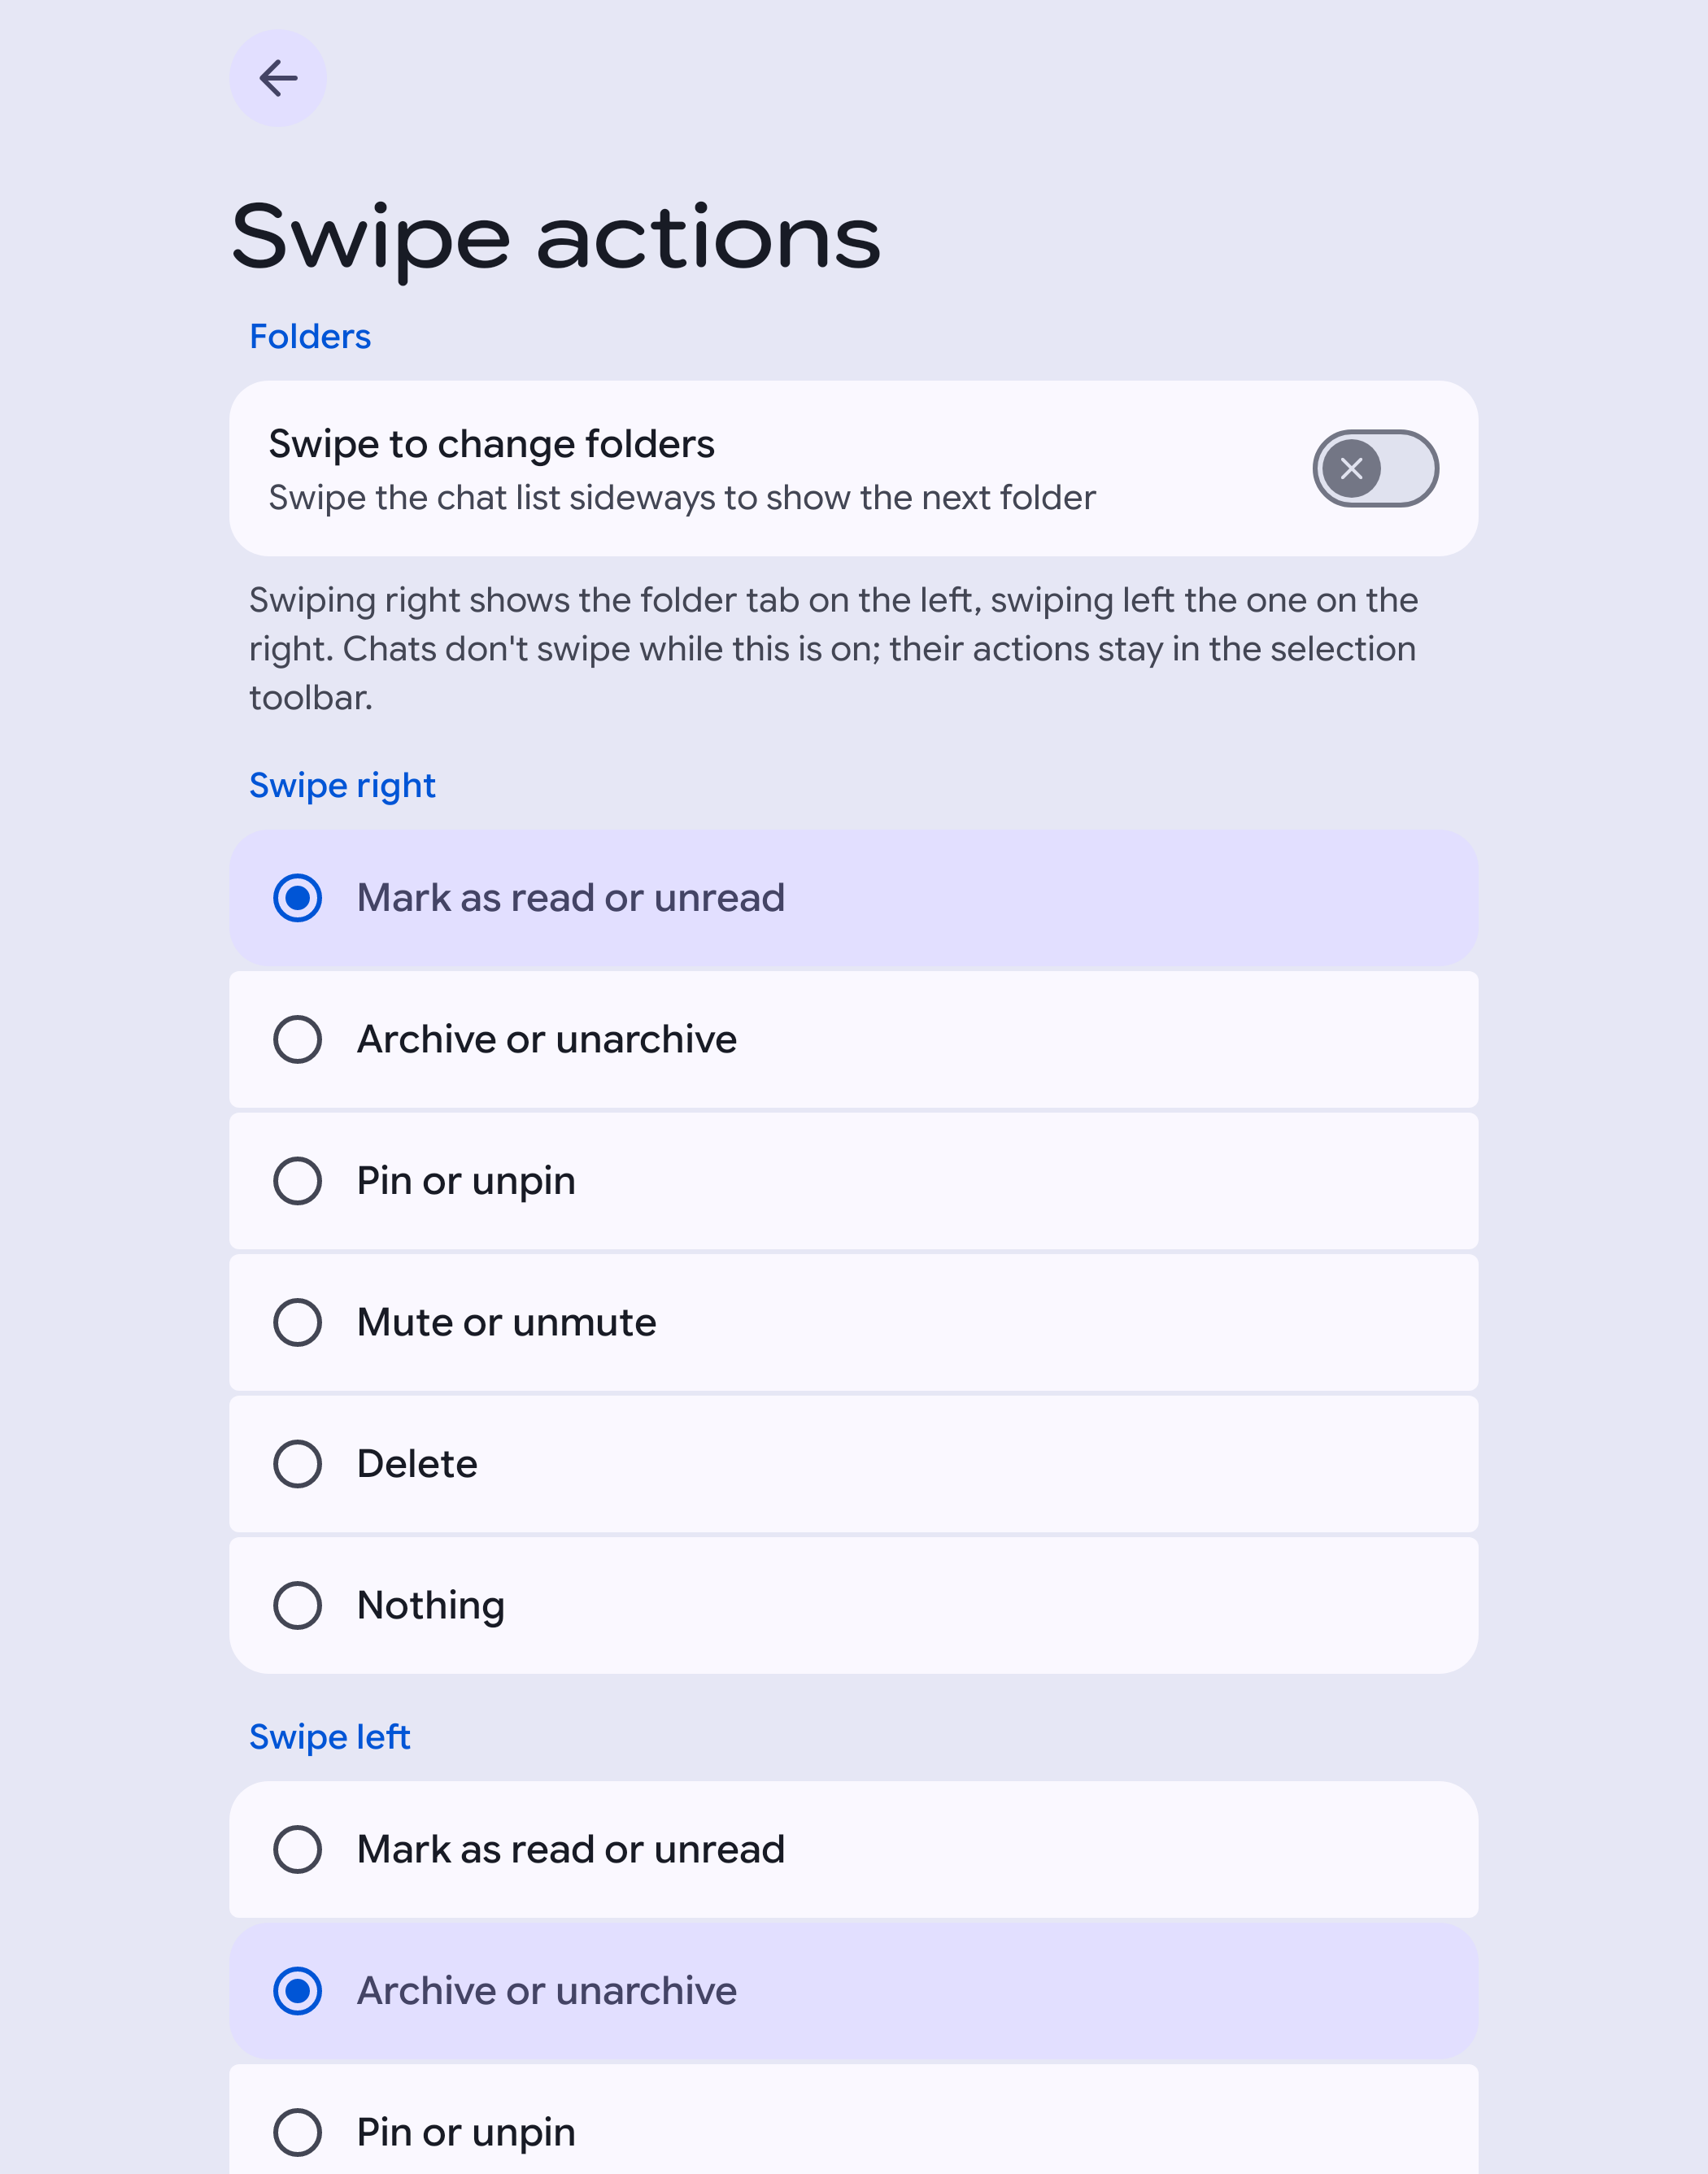 Swipe actions
Folders
Swipe to change folders
Swipe the chat list sideways to show the next folder
Swiping right shows the folder tab on the left, swiping left the one on the
right. Chats don't swipe while this is on; their actions stay in the selection
toolbar.
Swipe right
Mark as read or unread
Archive or unarchive
Pin or unpin
Mute or unmute
Delete
Nothing
Swipe left
Mark as read or unread
Archive or unarchive
Pin or unpin